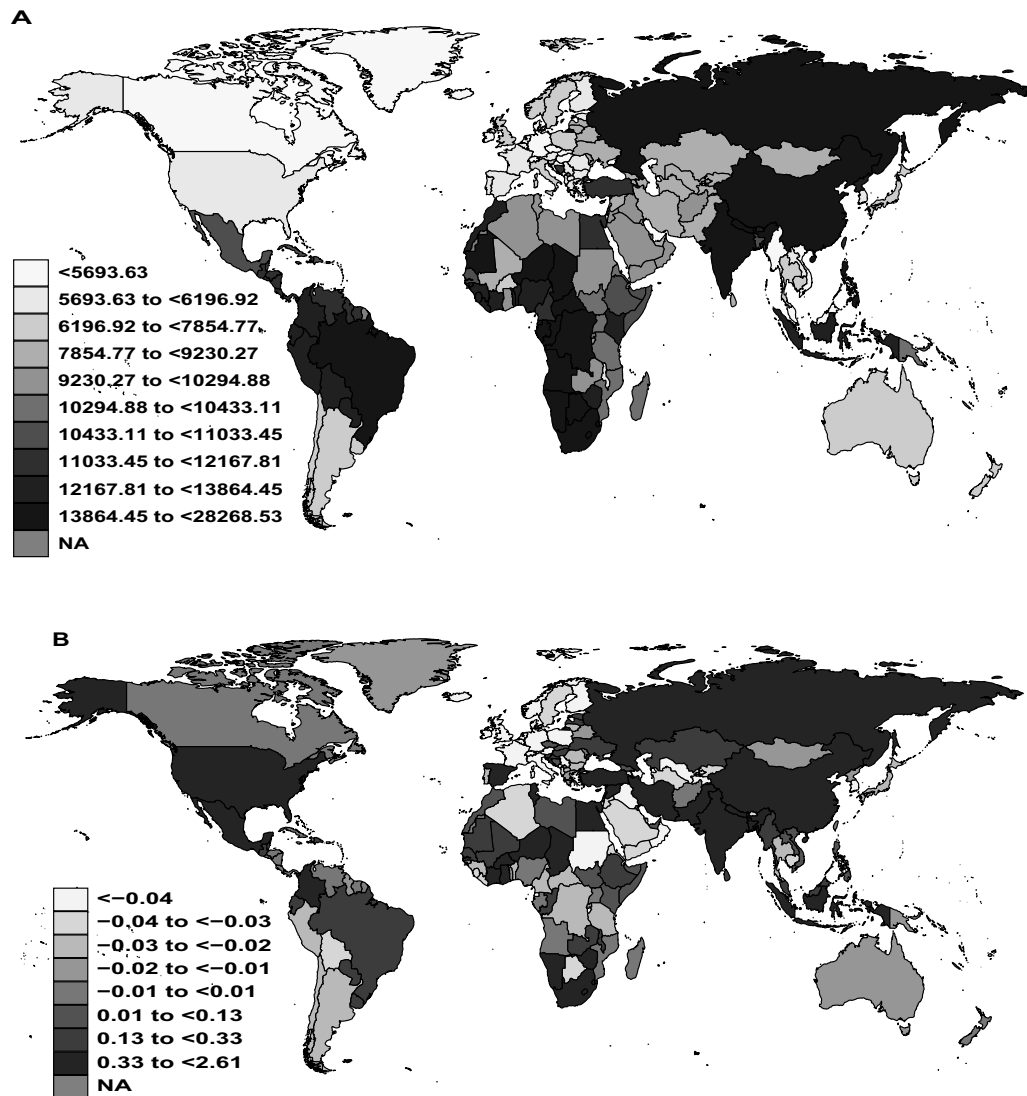 A
<5693.63
5693.63 to <6196.92
6196.92 to <7854.77
7854.77 to <9230.27
9230.27 to <10294.88
10294.88 to <10433.11
10433.11 to <11033.45
11033.45 to <12167.81
12167.81 to <13864.45
13864.45 to <28268.53
NA
B
<−0.04
−0.04 to <−0.03
−0.03 to <−0.02
−0.02 to <−0.01
−0.01 to <0.01
0.01 to <0.13
0.13 to <0.33
0.33 to <2.61
NA